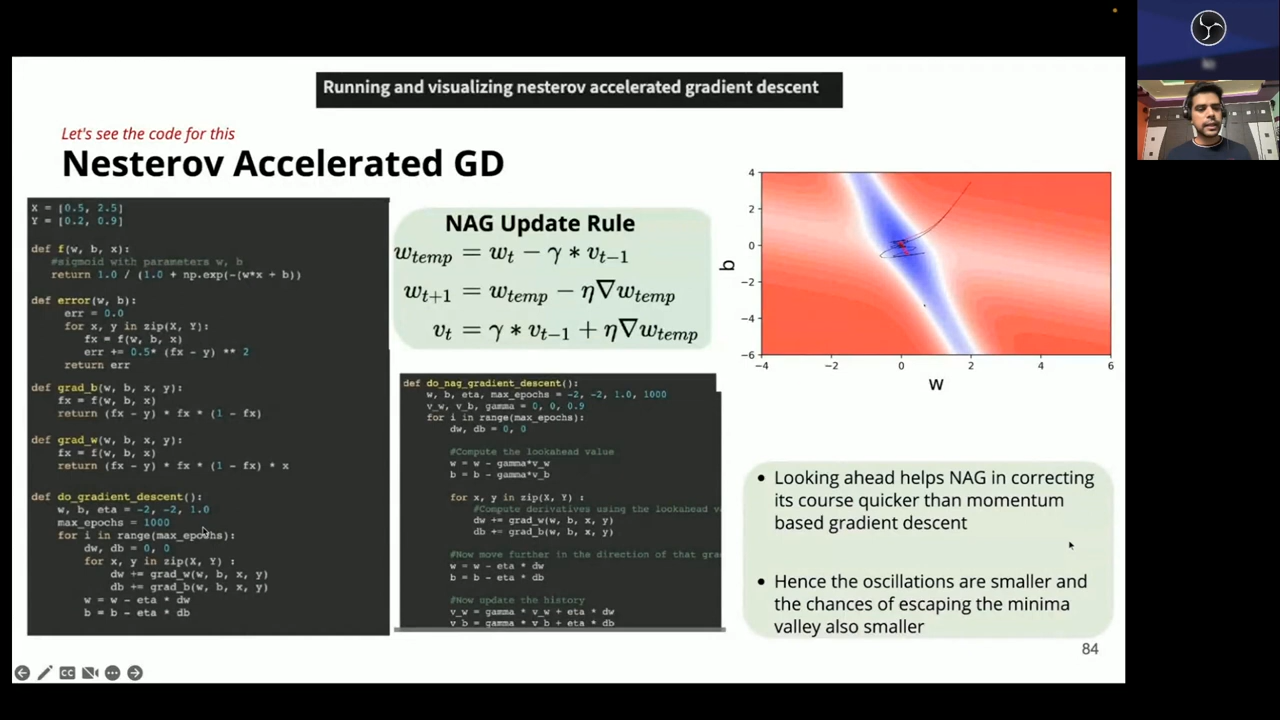 Running and visualizing nesterov accelerated gradient descent
Let's see the code for this
Nesterov Accelerated GD
X = [0.5, 2.5]
Y = [0.2, 0.9]
def f(w, b, x):
#sigmoid with parameters w, b
return 1.0 / (1.0 + np.exp(-(w*x + b))
def error(w, b):
err = 0.0
for x, y in zip(X, Y):
fx = f(w, b, x)
err += 0.5* (fx - y) ** 2
return err
def grad_b(w, b, x, y):
fx = f(w, b, x)
return (fx - y) * fx * (1 - fx)
def grad_w(w, b, x, y):
fx = f(w, b, x)
return (fx - y) * fx * (1 - fx) * x
def do_gradient_descent():
w, b, eta = -2, -2, 1.0
max_epochs = 1000
for i in range(max_epochs):
dw, db = 0, 0
for x, y in zip(X, Y) :
dw += grad_w(w, b, x, y)
db += grad_b(w, b, x, y)
w = w - eta * dw
b = b - eta * db
NAG Update Rule
w_temp = w_t − γ ∗ v_{t−1}
w_{t+1} = w_temp − η∇w_temp
v_t = γ ∗ v_{t−1} + η∇w_temp
def do_nag_gradient_descent():
w, b, eta, max_epochs = -2, -2, 1.0, 1000
v_w, v_b, gamma = 0, 0, 0.9
for i in range(max_epochs):
dw, db = 0, 0
#Compute the lookahead value
w = w - gamma*v_w
b = b - gamma*v_b
for x, y in zip(X, Y) :
#Compute derivatives using the lookahead v
dw += grad_w(w, b, x, y)
db += grad_b(w, b, x, y)
#Now move further in the direction of that gra
w = w - eta * dw
b = b - eta * db
#Now update the history
v_w = gamma * v_w + eta * dw
v_b = gamma * v_b + eta * db
4
2
0
−2
−4
−6
b
−4 −2 0 2 4 6
w
• Looking ahead helps NAG in correcting
its course quicker than momentum
based gradient descent
• Hence the oscillations are smaller and
the chances of escaping the minima
valley also smaller
84
CC